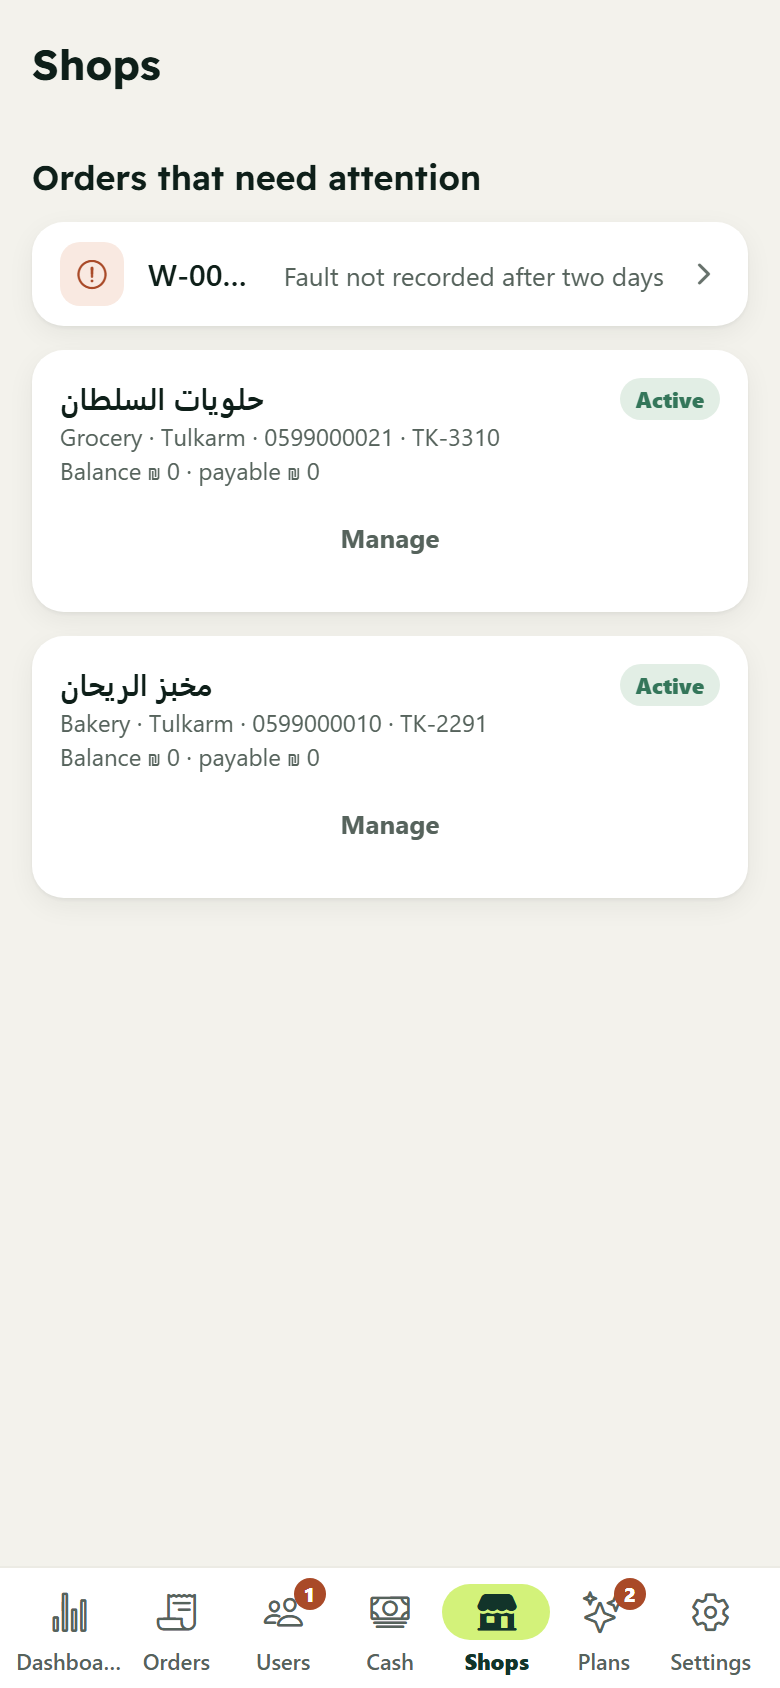 Shops
Orders that need attention
W-00... Fault not recorded after two days
حلويات السلطان Active
Grocery · Tulkarm · 0599000021 · TK-3310
Balance ₪ 0 · payable ₪ 0
Manage
مخبز الريحان Active
Bakery · Tulkarm · 0599000010 · TK-2291
Balance ₪ 0 · payable ₪ 0
Manage
1 2
Dashboa... Orders Users Cash Shops Plans Settings